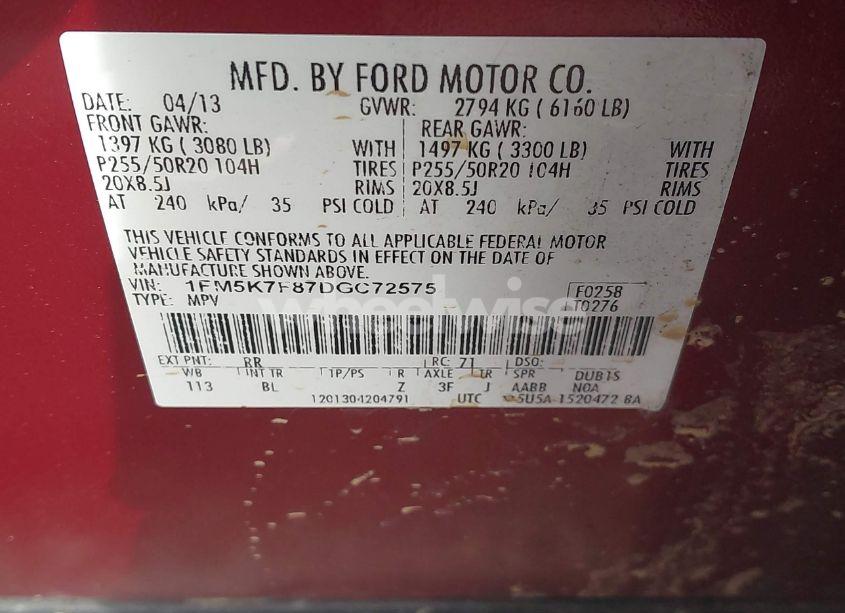 MFD. BY FORD MOTOR CO.
DATE: 04/13 GVWR: 2794 KG ( 6160 LB)
FRONT GAWR: REAR GAWR:
1397 KG ( 3080 LB) WITH 1497 KG ( 3300 LB) WITH
P255/50R20 104H TIRES P255/50R20 104H TIRES
20X8.5J RIMS 20X8.5J RIMS
AT 240 kPa/ 35 PSI COLD AT 240 kPa/ 35 PSI COLD
THIS VEHICLE CONFORMS TO ALL APPLICABLE FEDERAL MOTOR
VEHICLE SAFETY STANDARDS IN EFFECT ON THE DATE OF
MANUFACTURE SHOWN ABOVE.
VIN: 1FM5K7F87DGC72575 F0258
TYPE: MPV T0276
wheelwise
EXT PNT: RR RC: 71 DSO:
WB INT TR TP/PS R AXLE TR SPR DUB1S
113 BL Z 3F J AABB NOA
1201304204791 UTC 5U5A 1520472 BA